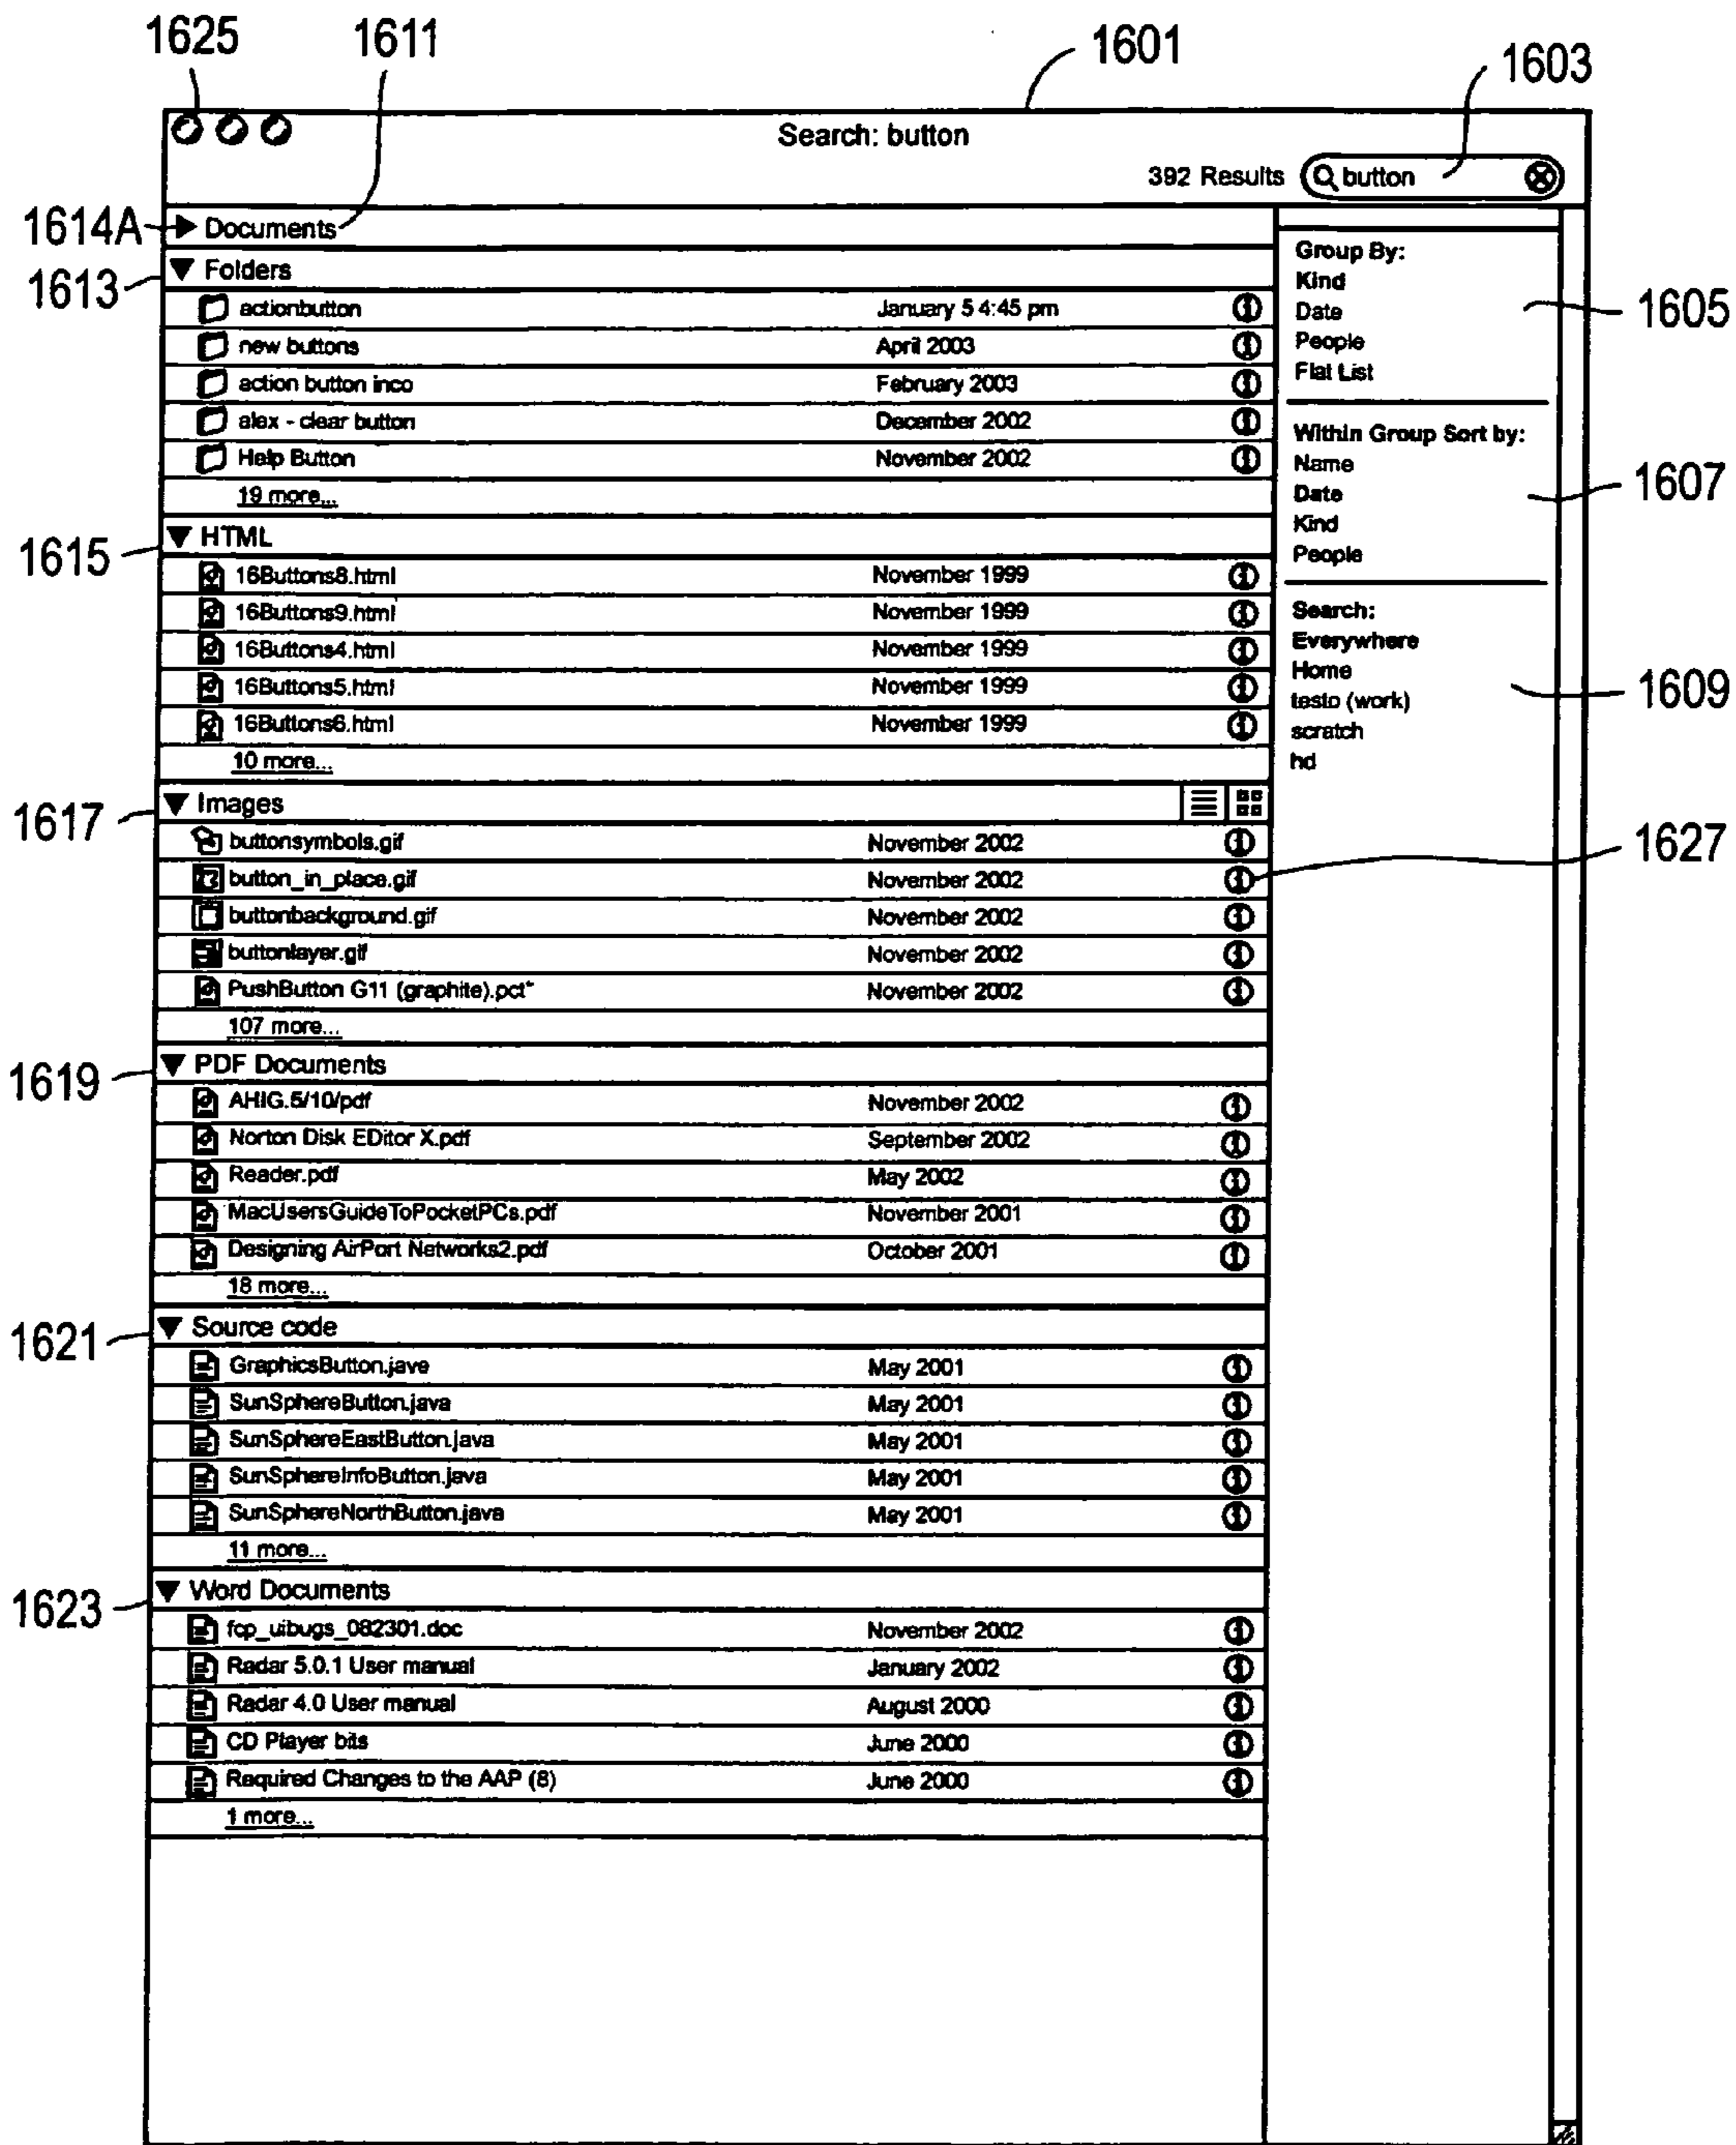 1625
1611
1601
1603
Search: button
392 Results
button
1614A
Documents
1613
Folders
actionbutton January 5 4:45 pm
new buttons April 2003
action button inco February 2003
alex - clear button December 2002
Help Button November 2002
19 more...
1615
HTML
16Buttons8.html November 1999
16Buttons9.html November 1999
16Buttons4.html November 1999
16Buttons5.html November 1999
16Buttons6.html November 1999
10 more...
1617
Images
buttonsymbols.gif November 2002
button_in_place.gif November 2002
buttonbackground.gif November 2002
buttonlayer.gif November 2002
PushButton G11 (graphite).pct* November 2002
107 more...
1619
PDF Documents
AHIG.5/10/pdf November 2002
Norton Disk EDitor X.pdf September 2002
Reader.pdf May 2002
MacUsersGuideToPocketPCs.pdf November 2001
Designing AirPort Networks2.pdf October 2001
18 more...
1621
Source code
GraphicsButton.jave May 2001
SunSphereButton.java May 2001
SunSphereEastButton.java May 2001
SunSphereInfoButton.java May 2001
SunSphereNorthButton.java May 2001
11 more...
1623
Word Documents
fcp_uibugs_082301.doc November 2002
Radar 5.0.1 User manual January 2002
Radar 4.0 User manual August 2000
CD Player bits June 2000
Required Changes to the AAP (8) June 2000
1 more...
Group By:
Kind
Date
People
Flat List
1605
Within Group Sort by:
Name
Date
Kind
People
1607
Search:
Everywhere
Home
testo (work)
scratch
hd
1609
1627